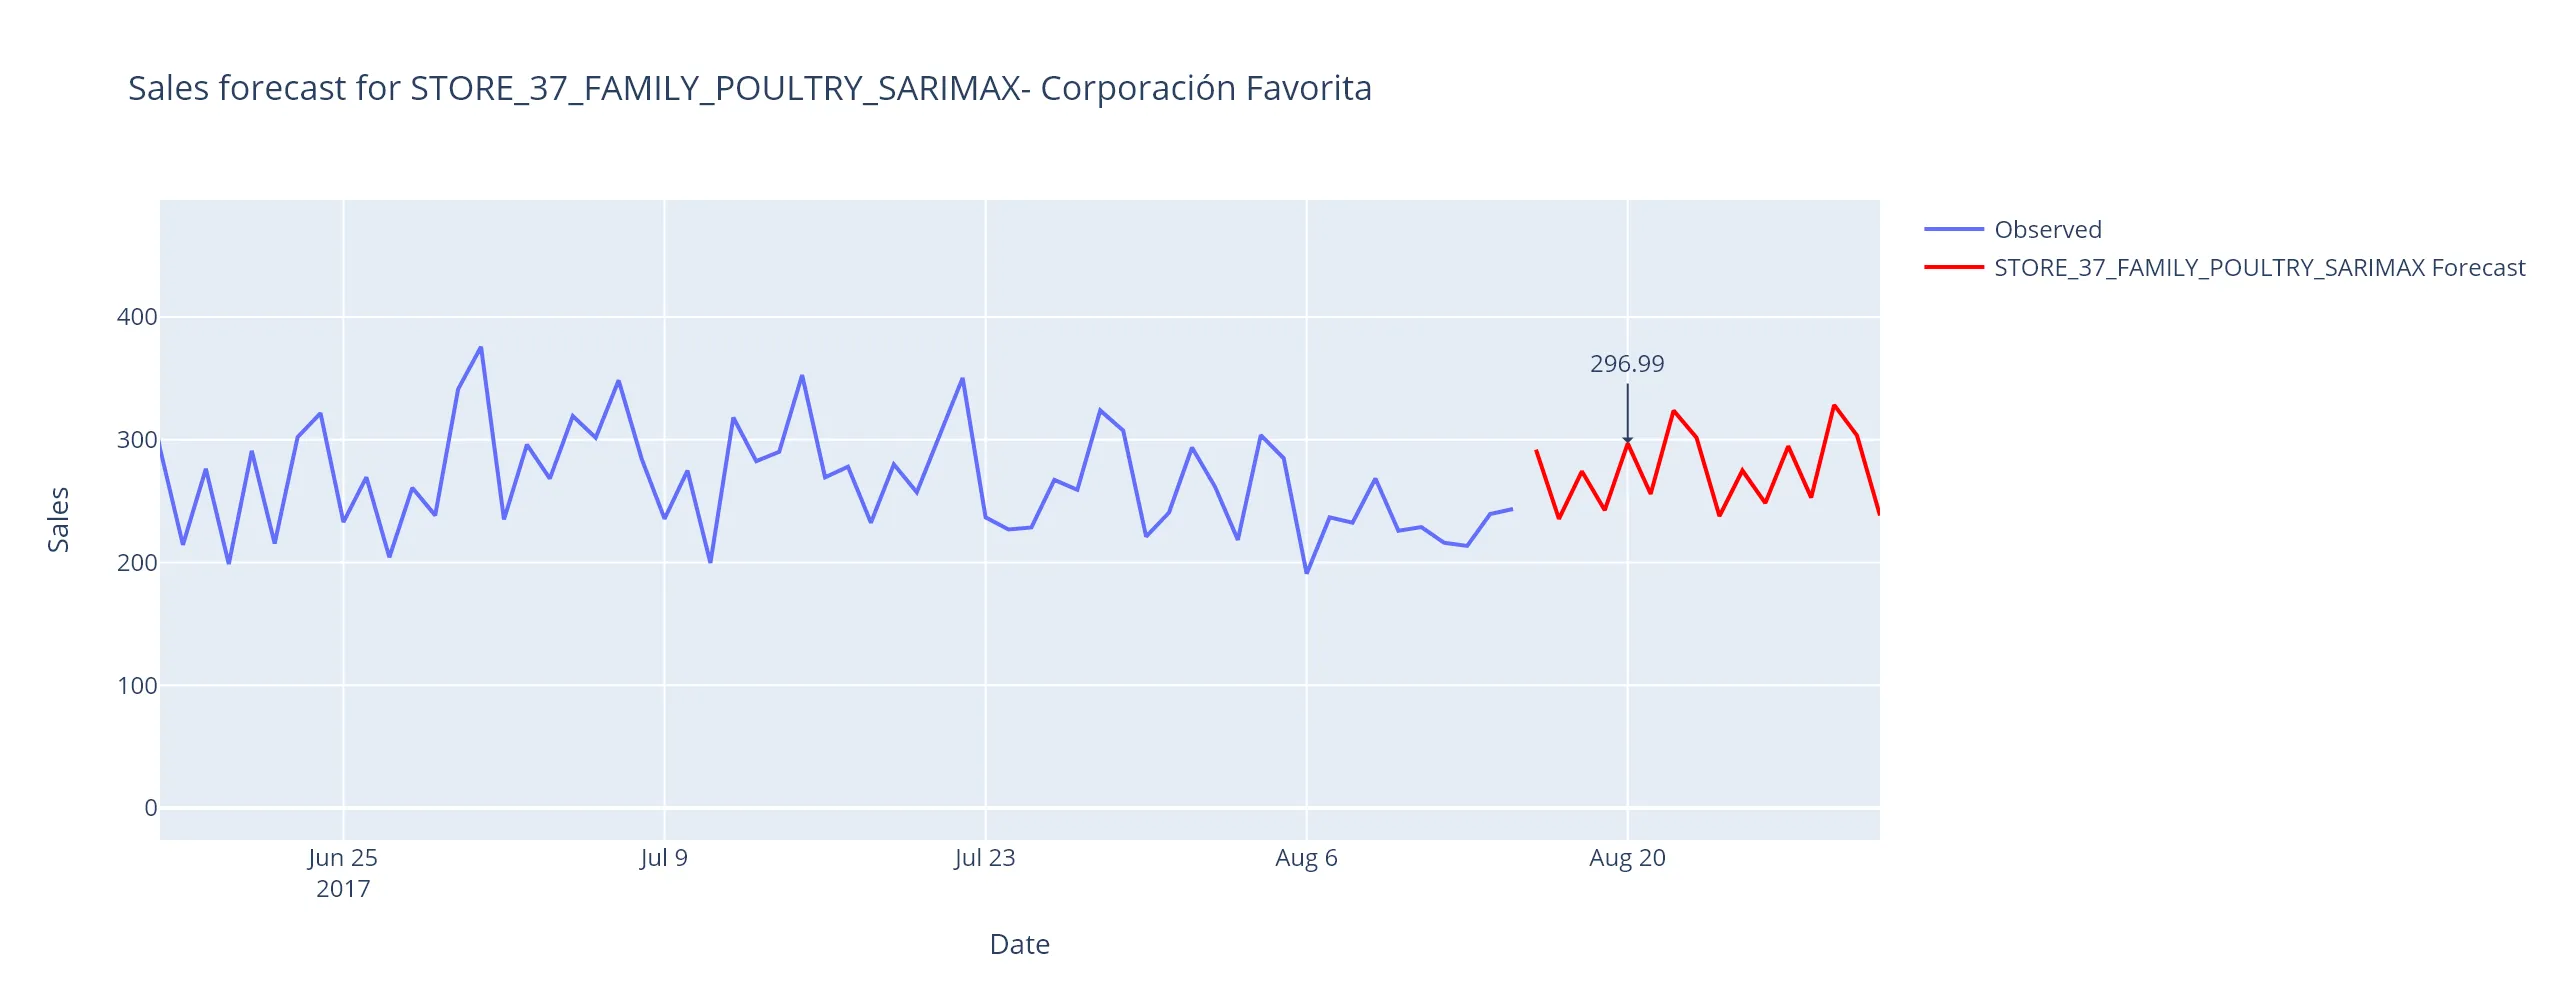 Sales forecast for STORE_37_FAMILY_POULTRY_SARIMAX- Corporación Favorita
Observed
STORE_37_FAMILY_POULTRY_SARIMAX Forecast
400
300
200
100
0
Sales
296.99
Jun 25
2017
Jul 9
Jul 23
Aug 6
Aug 20
Date